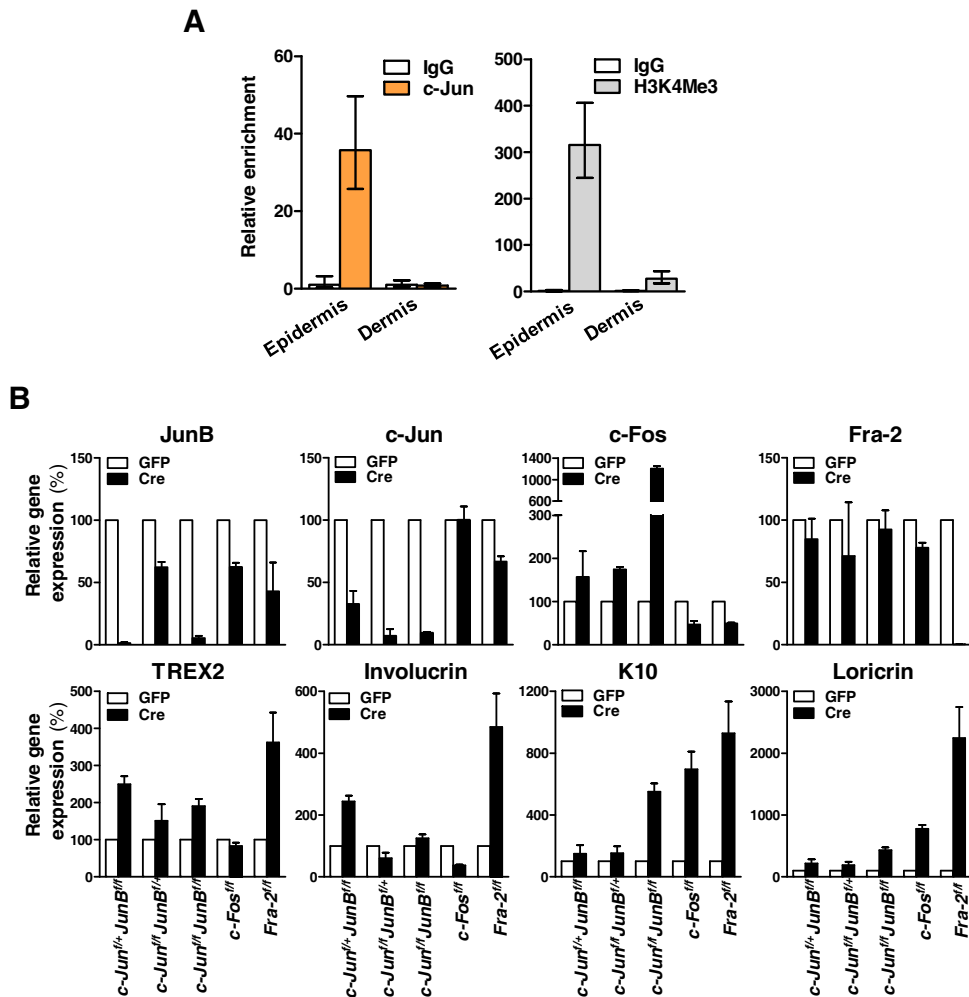 A
Relative enrichment
60
40
20
0
IgG
c-Jun
Epidermis
Dermis
500
400
300
200
100
0
IgG
H3K4Me3
Epidermis
Dermis
B
JunB
Relative gene
expression (%)
150
100
50
0
GFP
Cre
c-Jun
150
100
50
0
GFP
Cre
c-Fos
1400
1200
1000
800
600
300
200
100
0
GFP
Cre
Fra-2
150
100
50
0
GFP
Cre
TREX2
Relative gene
expression (%)
500
400
300
200
100
0
GFP
Cre
c-Jun^f/+ JunB^f/f
c-Jun^f/f JunB^f/+
c-Jun^f/f JunB^f/f
c-Fos^f/f
Fra-2^f/f
Involucrin
600
400
200
0
GFP
Cre
c-Jun^f/+ JunB^f/f
c-Jun^f/f JunB^f/+
c-Jun^f/f JunB^f/f
c-Fos^f/f
Fra-2^f/f
K10
1200
800
400
0
GFP
Cre
c-Jun^f/+ JunB^f/f
c-Jun^f/f JunB^f/+
c-Jun^f/f JunB^f/f
c-Fos^f/f
Fra-2^f/f
Loricrin
3000
2000
1000
0
GFP
Cre
c-Jun^f/+ JunB^f/f
c-Jun^f/f JunB^f/+
c-Jun^f/f JunB^f/f
c-Fos^f/f
Fra-2^f/f